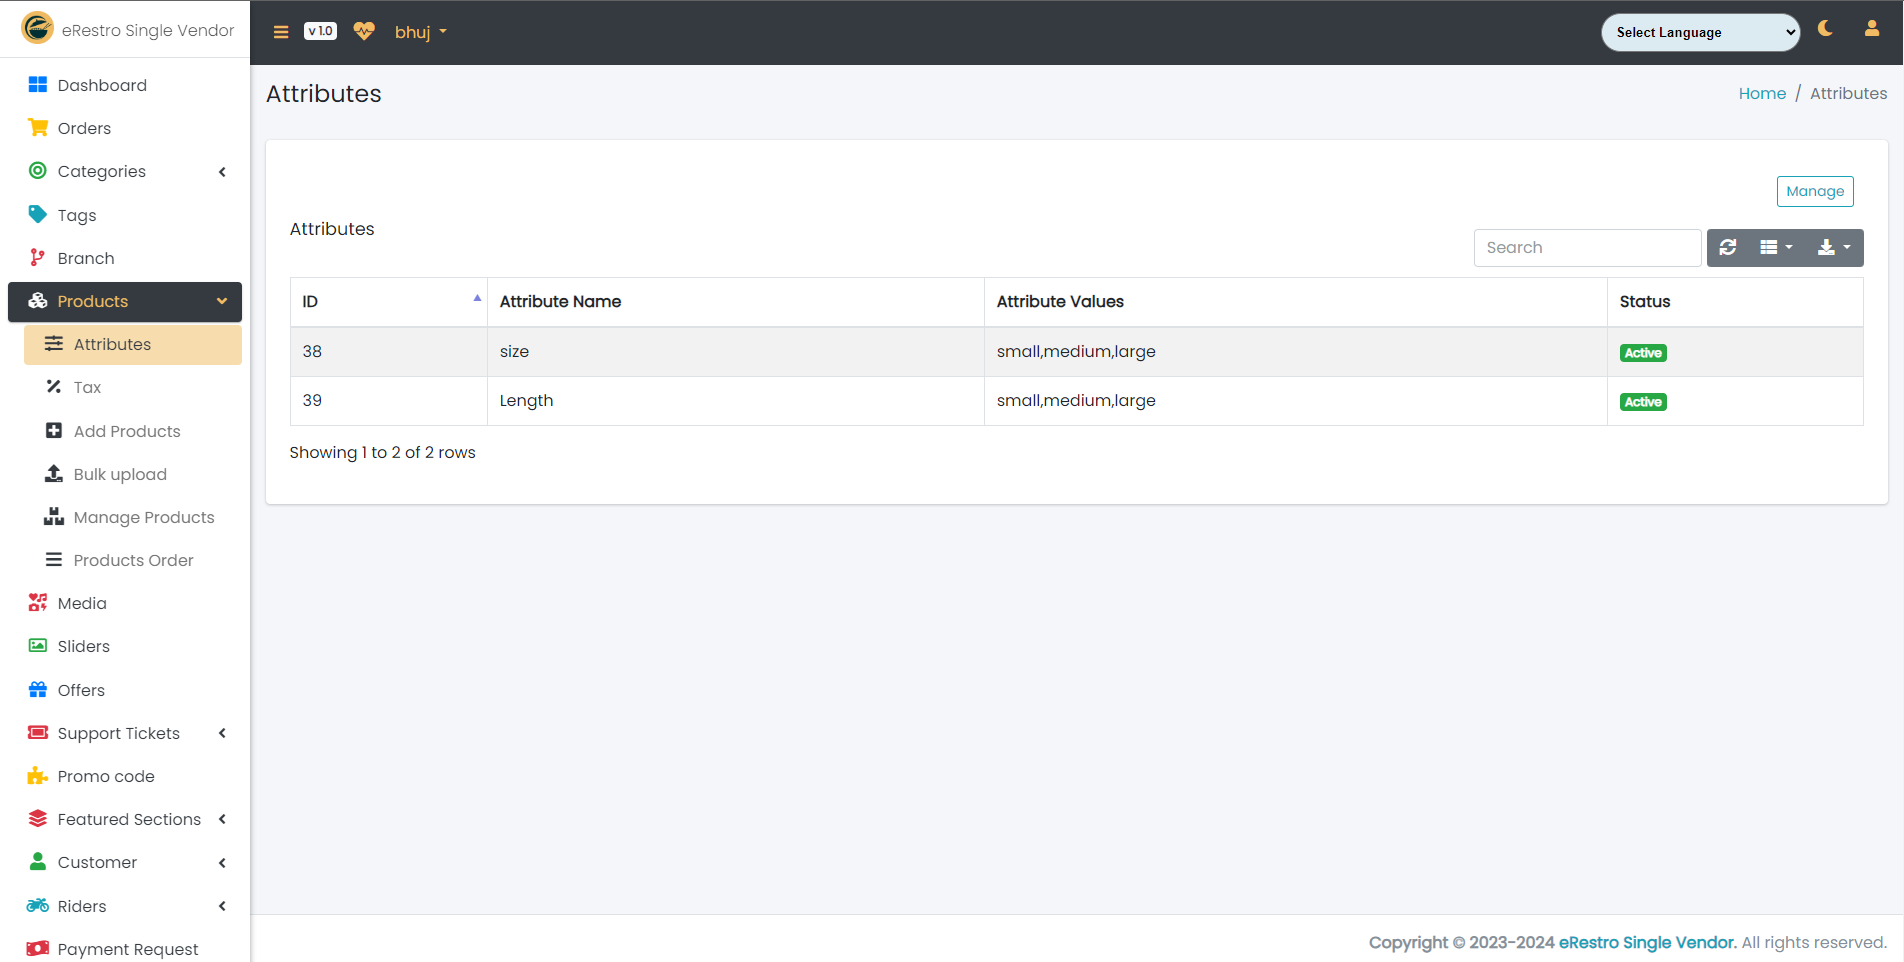 eRestro Single Vendor
v 1.0
bhuj
Select Language
Dashboard
Orders
Categories
Tags
Branch
Products
Attributes
Tax
Add Products
Bulk upload
Manage Products
Products Order
Media
Sliders
Offers
Support Tickets
Promo code
Featured Sections
Customer
Riders
Payment Request
Attributes
Home / Attributes
Manage
Attributes
Search
ID Attribute Name Attribute Values Status
38 size small,medium,large Active
39 Length small,medium,large Active
Showing 1 to 2 of 2 rows
Copyright © 2023-2024 eRestro Single Vendor. All rights reserved.